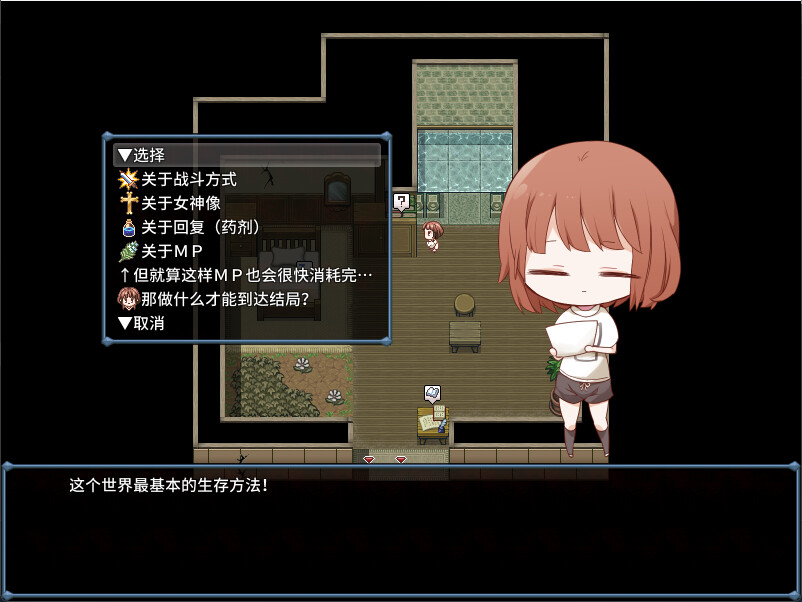 ▼选择
关于战斗方式
关于女神像
关于回复（药剂）
关于ＭＰ
↑但就算这样ＭＰ也会很快消耗完…
那做什么才能到达结局？
▼取消
?
这个世界最基本的生存方法！